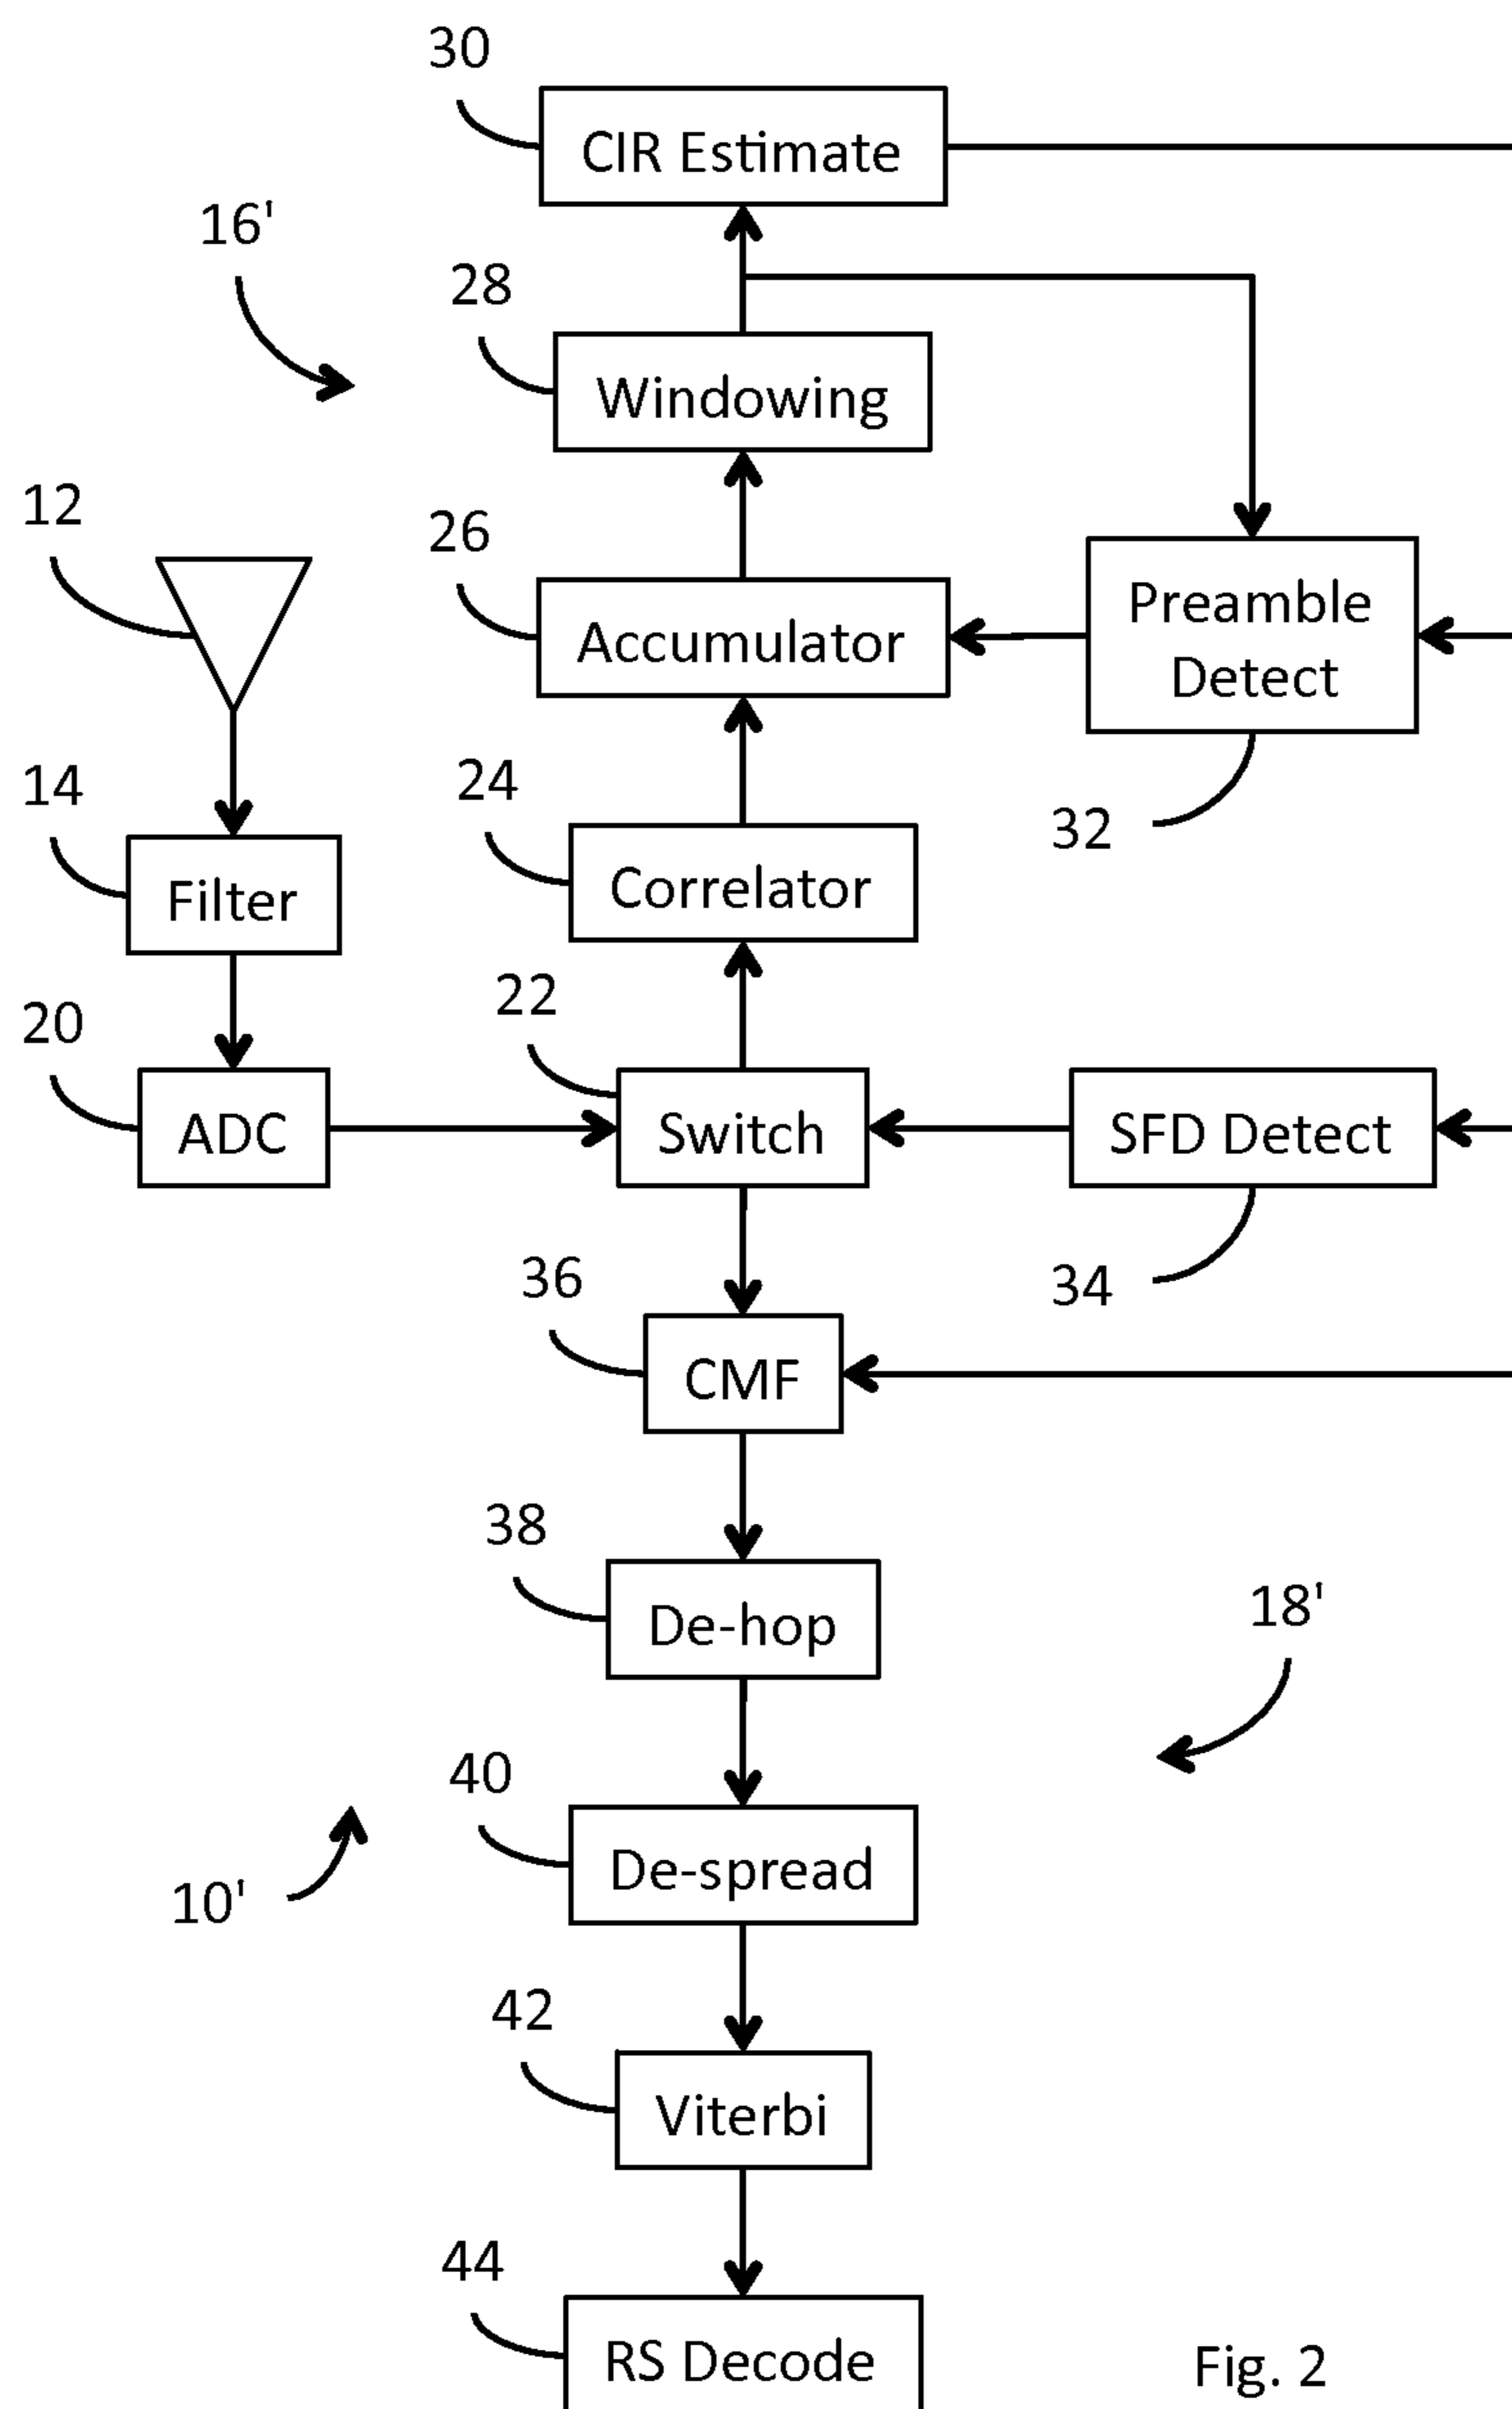 30
CIR Estimate
16'
28
Windowing
12
26
Accumulator
Preamble
Detect
14
24
32
Filter
Correlator
20
22
ADC
Switch
SFD Detect
36
34
CMF
38
De-hop
18'
40
De-spread
10'
42
Viterbi
44
RS Decode
Fig. 2